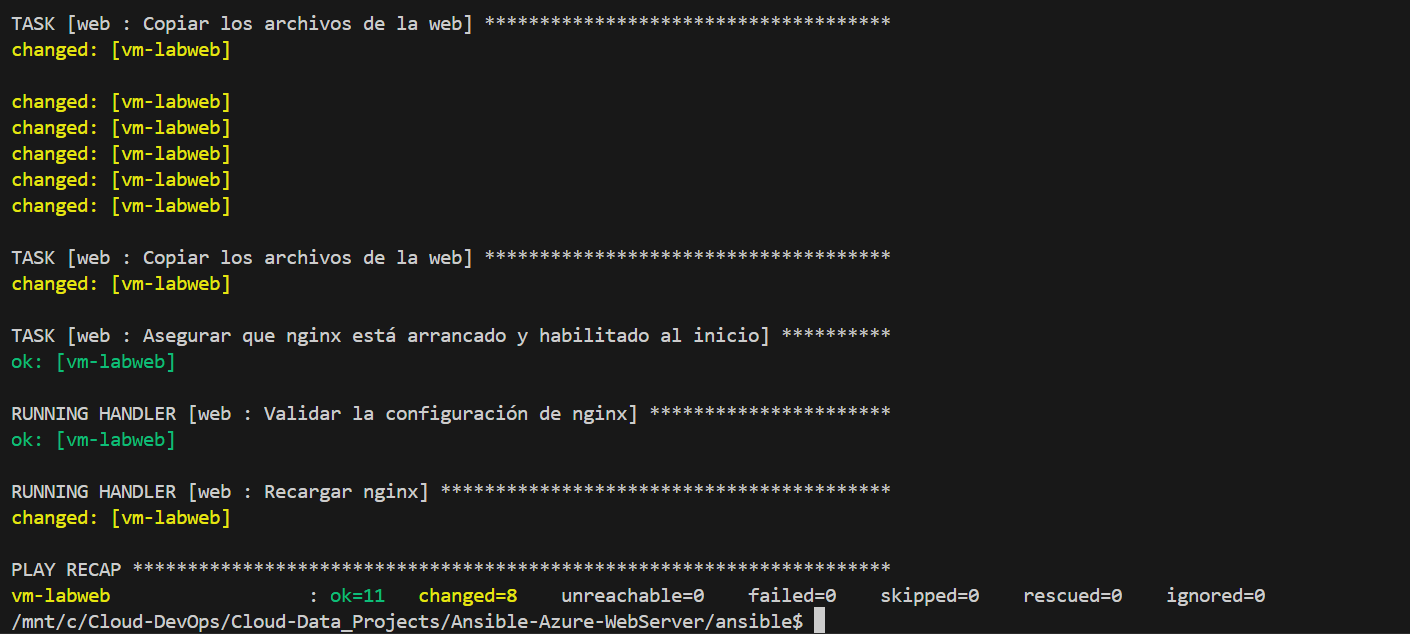 TASK [web : Copiar los archivos de la web] *************************************
changed: [vm-labweb]
changed: [vm-labweb]
changed: [vm-labweb]
changed: [vm-labweb]
changed: [vm-labweb]
changed: [vm-labweb]
TASK [web : Copiar los archivos de la web] *************************************
changed: [vm-labweb]
TASK [web : Asegurar que nginx está arrancado y habilitado al inicio] **********
ok: [vm-labweb]
RUNNING HANDLER [web : Validar la configuración de nginx] **********************
ok: [vm-labweb]
RUNNING HANDLER [web : Recargar nginx] *****************************************
changed: [vm-labweb]
PLAY RECAP *********************************************************************
vm-labweb : ok=11 changed=8 unreachable=0 failed=0 skipped=0 rescued=0 ignored=0
/mnt/c/Cloud-DevOps/Cloud-Data_Projects/Ansible-Azure-WebServer/ansible$